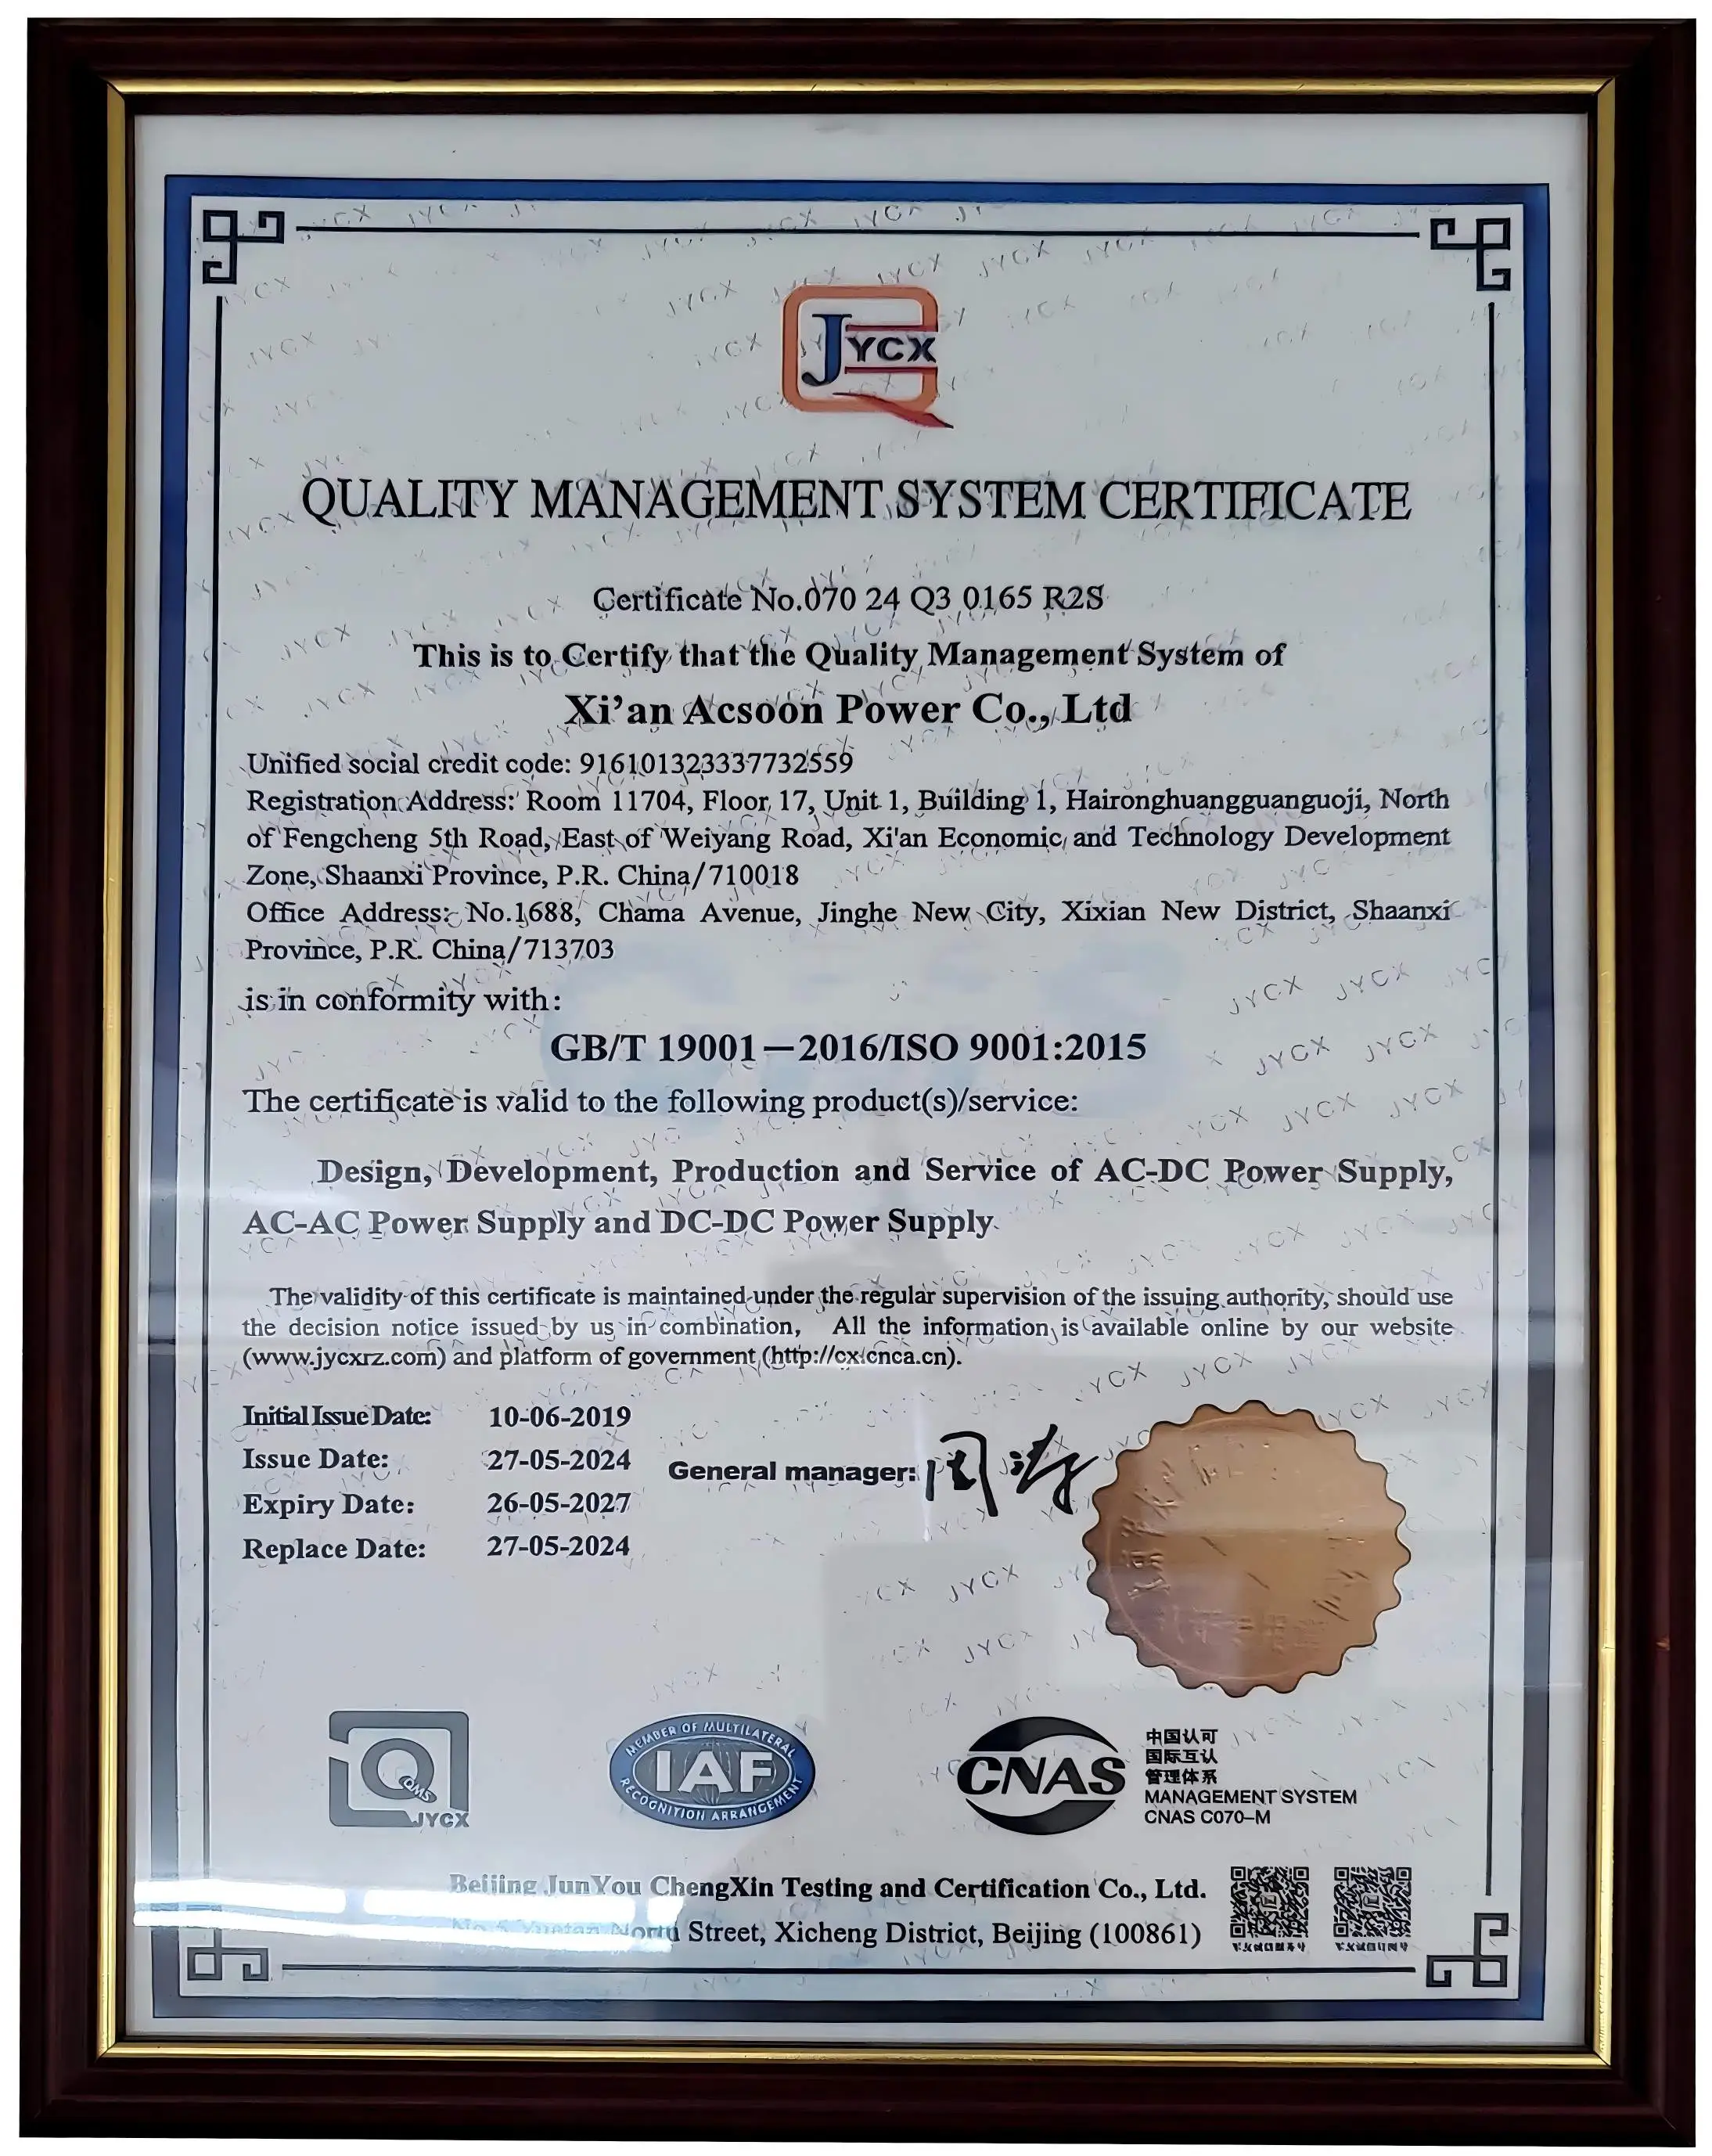 JYCX
QUALITY MANAGEMENT SYSTEM CERTIFICATE
Certificate No.070 24 Q3 0165 R2S
This is to Certify that the Quality Management System of
Xi'an Acsoon Power Co., Ltd
Unified social credit code: 916101323337732559
Registration Address: Room 11704, Floor 17, Unit 1, Building 1, Haironghuangguanguoji, North
of Fengcheng 5th Road, East of Weiyang Road, Xi'an Economic and Technology Development
Zone, Shaanxi Province, P.R. China/710018
Office Address: No.1688, Chama Avenue, Jinghe New City, Xixian New District, Shaanxi
Province, P.R. China/713703
is in conformity with:
GB/T 19001—2016/ISO 9001:2015
The certificate is valid to the following product(s)/service:
Design, Development, Production and Service of AC-DC Power Supply,
AC-AC Power Supply and DC-DC Power Supply.
The validity of this certificate is maintained under the regular supervision of the issuing authority, should use
the decision notice issued by us in combination, All the information is available online by our website
(www.jycxrz.com) and platform of government (http://cx.cnca.cn).
Initial Issue Date: 10-06-2019
Issue Date: 27-05-2024
Expiry Date: 26-05-2027
Replace Date: 27-05-2024
General manager:
Q QMS
JYCX
MEMBER OF MULTILATERAL
IAF
RECOGNITION ARRANGEMENT
CNAS
中国认可
国际互认
管理体系
MANAGEMENT SYSTEM
CNAS C070-M
Beijing JunYou ChengXin Testing and Certification Co., Ltd.
North Street, Xicheng District, Beijing (100861)